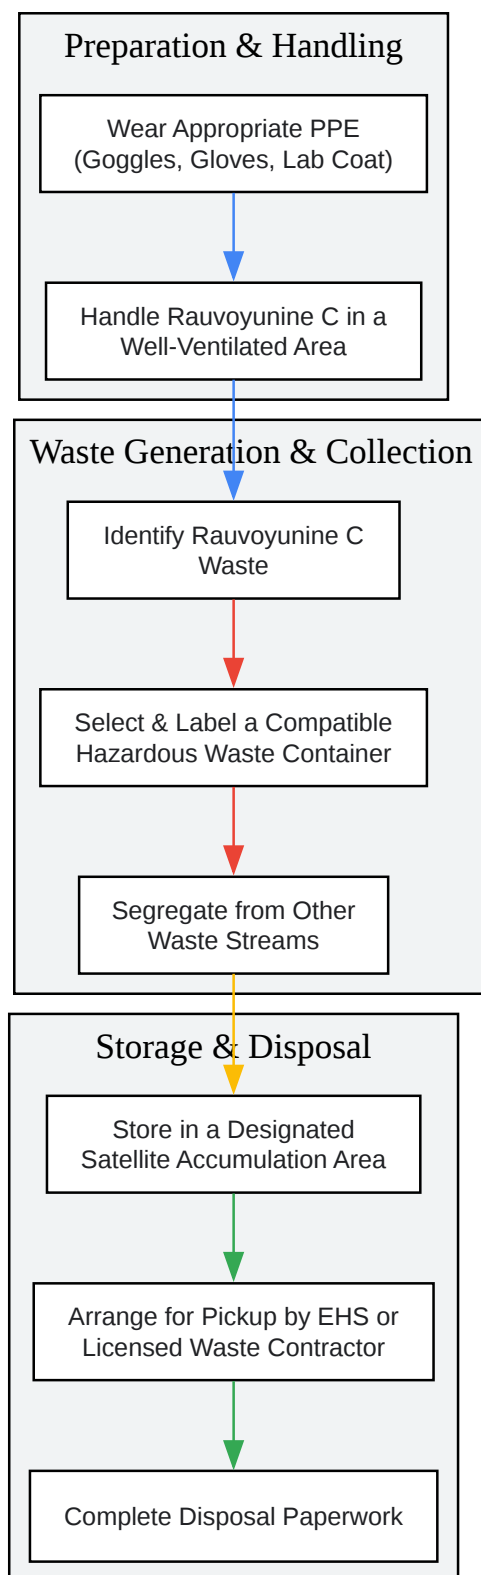 Preparation & Handling
Wear Appropriate PPE
(Goggles, Gloves, Lab Coat)
Handle Rauvoyunine C in a
Well-Ventilated Area
Waste Generation & Collection
Identify Rauvoyunine C
Waste
Select & Label a Compatible
Hazardous Waste Container
Segregate from Other
Waste Streams
Storage & Disposal
Store in a Designated
Satellite Accumulation Area
Arrange for Pickup by EHS or
Licensed Waste Contractor
Complete Disposal Paperwork